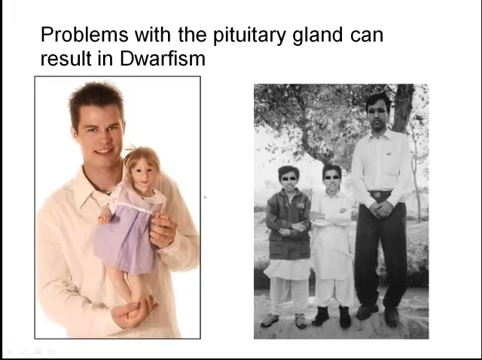 Problems with the pituitary gland can
result in Dwarfism